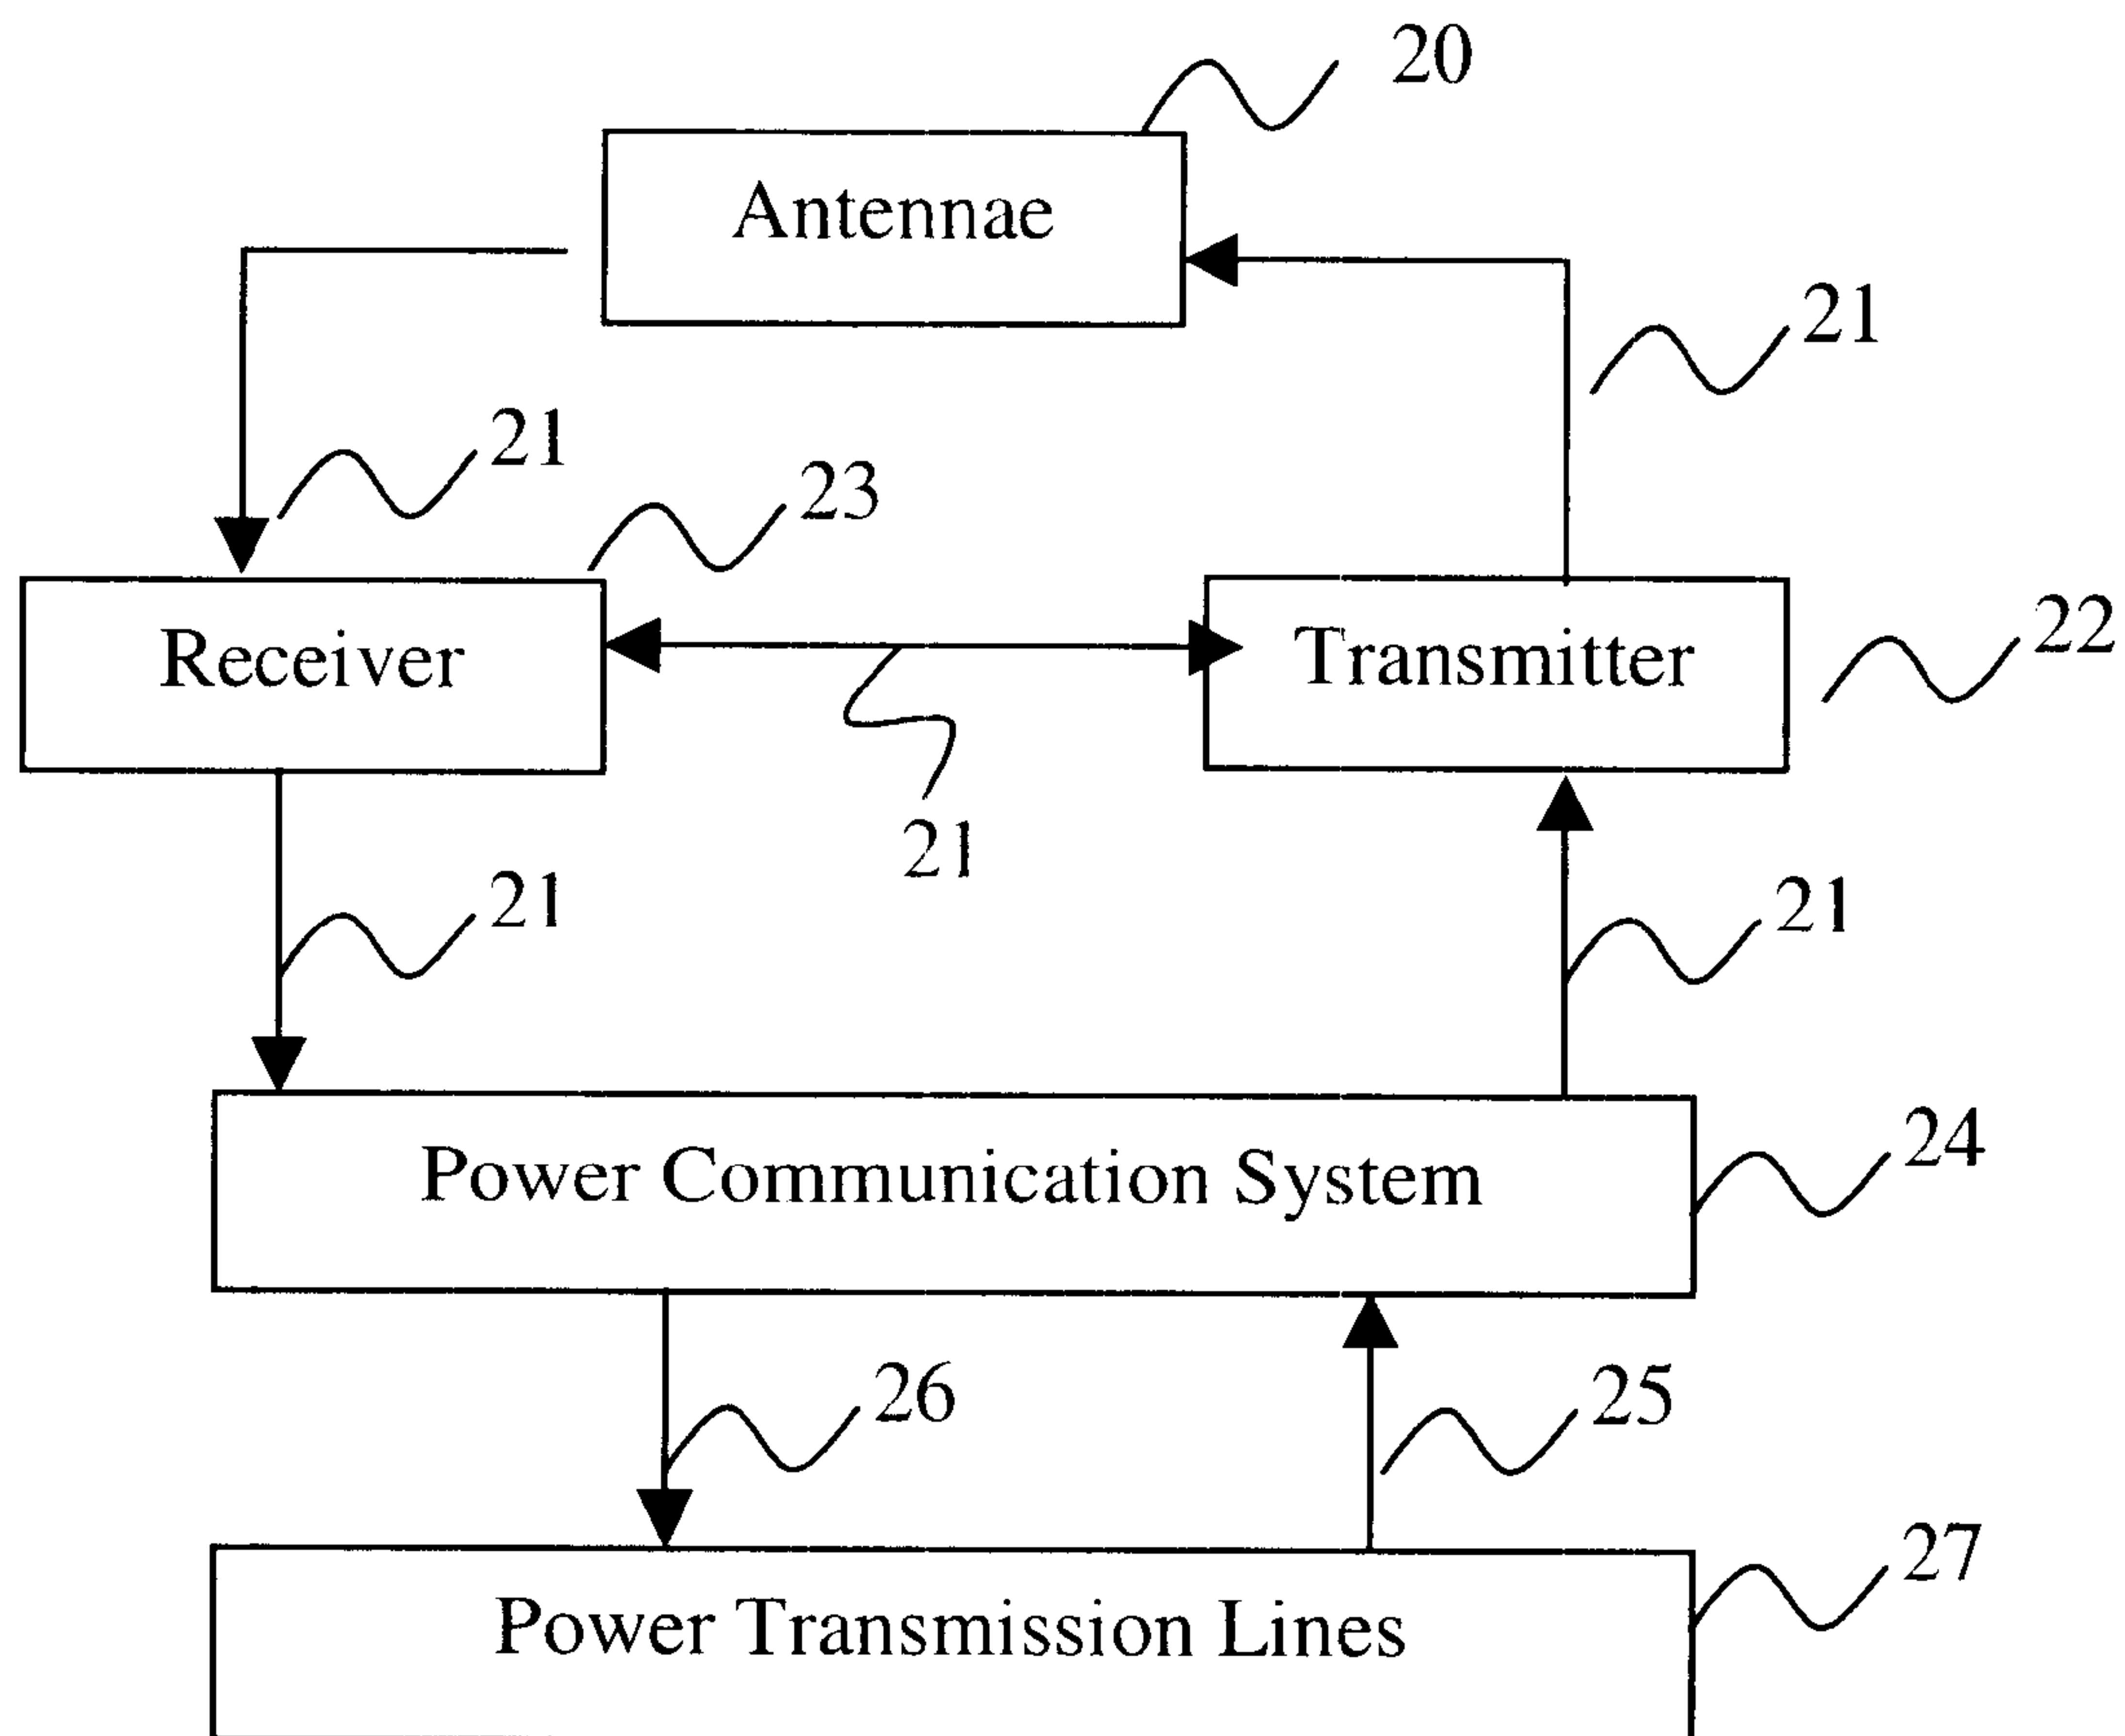 20
Antennae
21
21
23
Receiver
Transmitter
22
21
21
21
Power Communication System
24
26
25
27
Power Transmission Lines